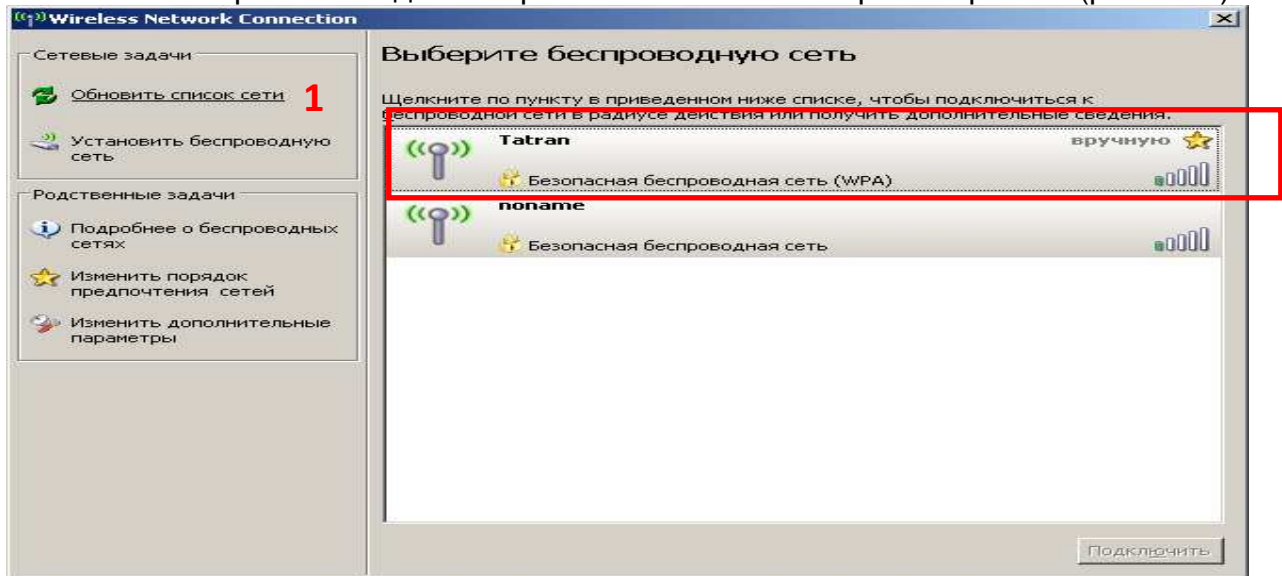 Wireless Network Connection
Сетевые задачи
Обновить список сети 1
Установить беспроводную
сеть
Родственные задачи
Подробнее о беспроводных
сетях
Изменить порядок
предпочтения сетей
Изменить дополнительные
параметры
Выберите беспроводную сеть
Щелкните по пункту в приведенном ниже списке, чтобы подключиться к
беспроводной сети в радиусе действия или получить дополнительные сведения.
Tatran вручную
Безопасная беспроводная сеть (WPA)
noname
Безопасная беспроводная сеть
Подключить